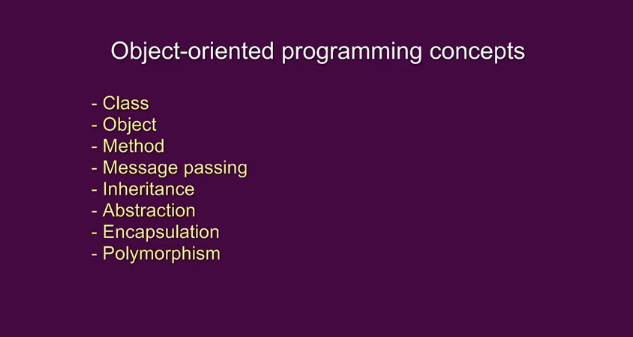 Object-oriented programming concepts
- Class
- Object
- Method
- Message passing
- Inheritance
- Abstraction
- Encapsulation
- Polymorphism